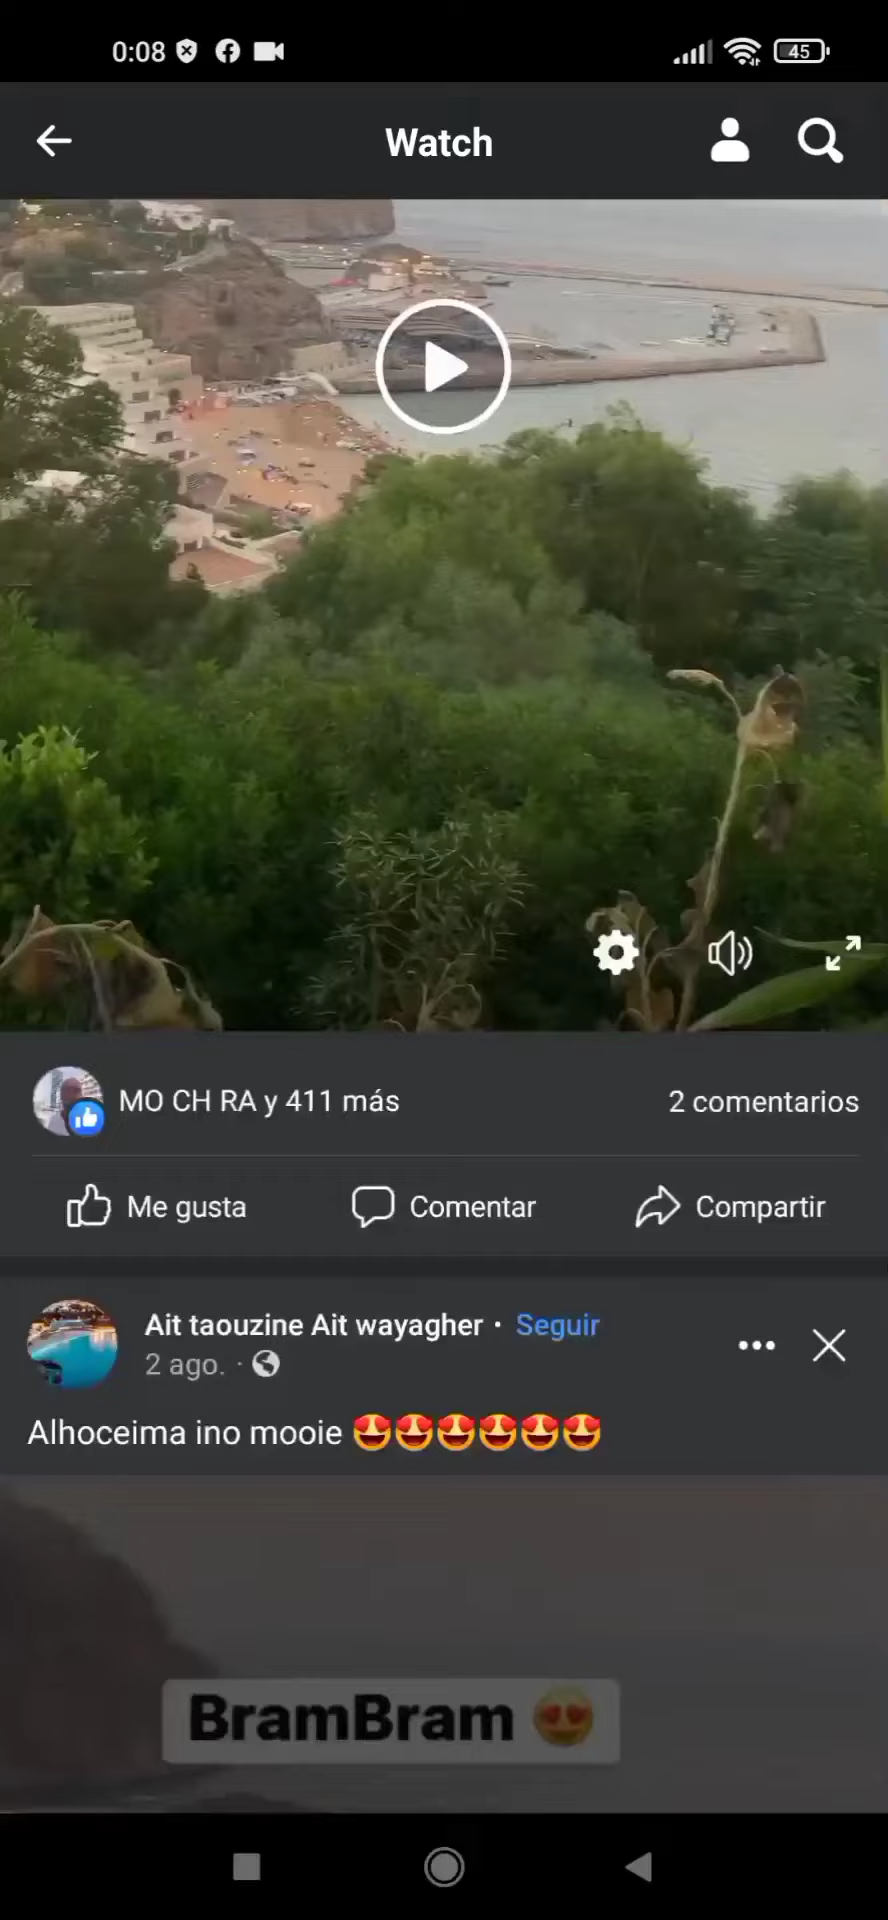 0:08
45
Watch
MO CH RA y 411 más
2 comentarios
Me gusta
Comentar
Compartir
Ait taouzine Ait wayagher · Seguir
2 ago. ·
Alhoceima ino mooie 😍😍😍😍😍😍
BramBram 😍